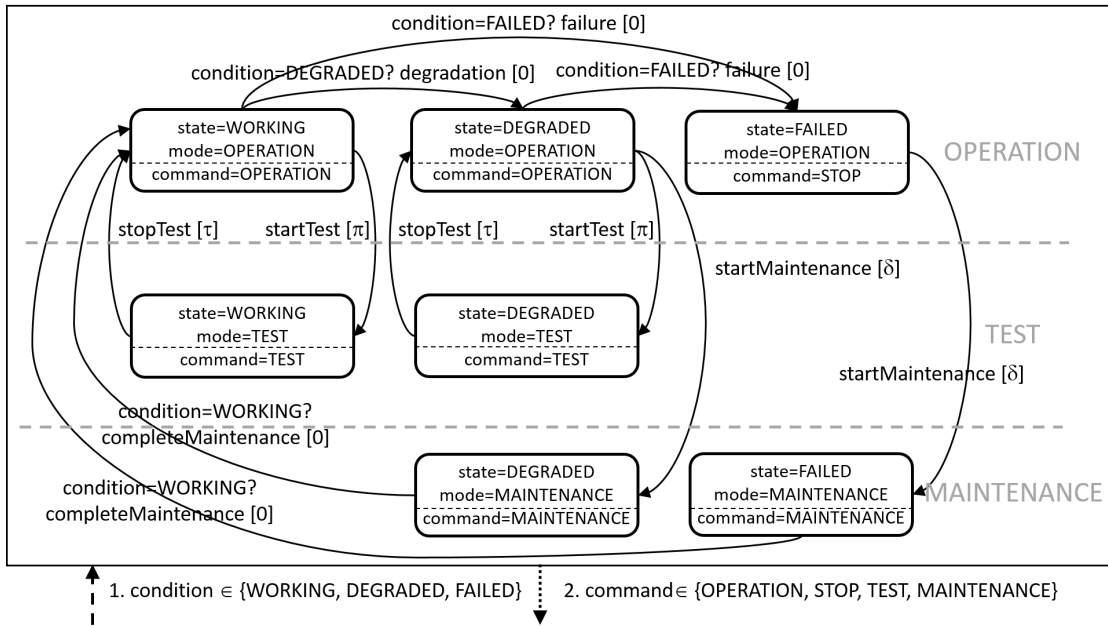 condition=FAILED? failure [0]
condition=DEGRADED? degradation [0]
condition=FAILED? failure [0]
state=WORKING
mode=OPERATION
command=OPERATION
state=DEGRADED
mode=OPERATION
command=OPERATION
state=FAILED
mode=OPERATION
command=STOP
OPERATION
stopTest [τ]
startTest [π]
stopTest [τ]
startTest [π]
startMaintenance [δ]
state=WORKING
mode=TEST
command=TEST
state=DEGRADED
mode=TEST
command=TEST
TEST
startMaintenance [δ]
condition=WORKING?
completeMaintenance [0]
state=DEGRADED
mode=MAINTENANCE
command=MAINTENANCE
state=FAILED
mode=MAINTENANCE
command=MAINTENANCE
MAINTENANCE
condition=WORKING?
completeMaintenance [0]
1. condition ∈ {WORKING, DEGRADED, FAILED}
2. command∈ {OPERATION, STOP, TEST, MAINTENANCE}